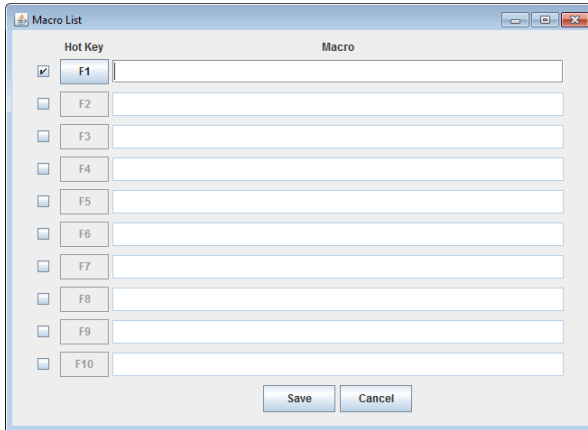 Macro List
Hot Key Macro
F1
F2
F3
F4
F5
F6
F7
F8
F9
F10
Save Cancel